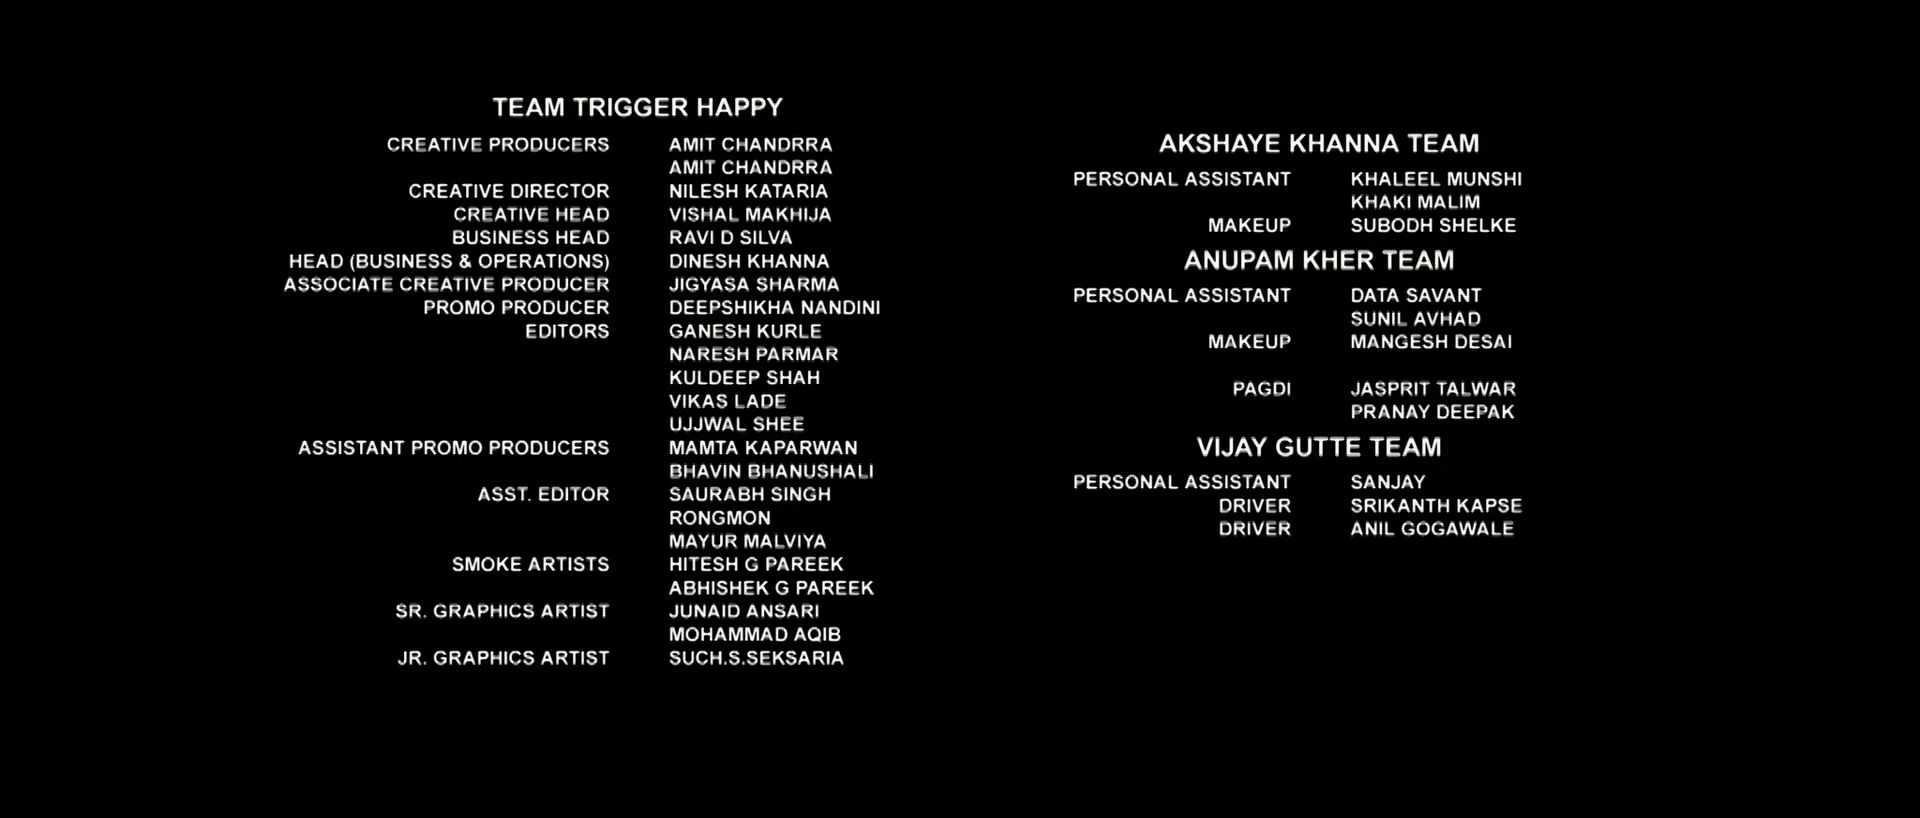 TEAM TRIGGER HAPPY
CREATIVE PRODUCERS AMIT CHANDRRA
AMIT CHANDRRA
CREATIVE DIRECTOR NILESH KATARIA
CREATIVE HEAD VISHAL MAKHIJA
BUSINESS HEAD RAVI D SILVA
HEAD (BUSINESS & OPERATIONS) DINESH KHANNA
ASSOCIATE CREATIVE PRODUCER JIGYASA SHARMA
PROMO PRODUCER DEEPSHIKHA NANDINI
EDITORS GANESH KURLE
NARESH PARMAR
KULDEEP SHAH
VIKAS LADE
UJJWAL SHEE
ASSISTANT PROMO PRODUCERS MAMTA KAPARWAN
BHAVIN BHANUSHALI
ASST. EDITOR SAURABH SINGH
RONGMON
MAYUR MALVIYA
SMOKE ARTISTS HITESH G PAREEK
ABHISHEK G PAREEK
SR. GRAPHICS ARTIST JUNAID ANSARI
MOHAMMAD AQIB
JR. GRAPHICS ARTIST SUCH.S.SEKSARIA
AKSHAYE KHANNA TEAM
PERSONAL ASSISTANT KHALEEL MUNSHI
KHAKI MALIM
MAKEUP SUBODH SHELKE
ANUPAM KHER TEAM
PERSONAL ASSISTANT DATA SAVANT
SUNIL AVHAD
MAKEUP MANGESH DESAI
PAGDI JASPRIT TALWAR
PRANAY DEEPAK
VIJAY GUTTE TEAM
PERSONAL ASSISTANT SANJAY
DRIVER SRIKANTH KAPSE
DRIVER ANIL GOGAWALE